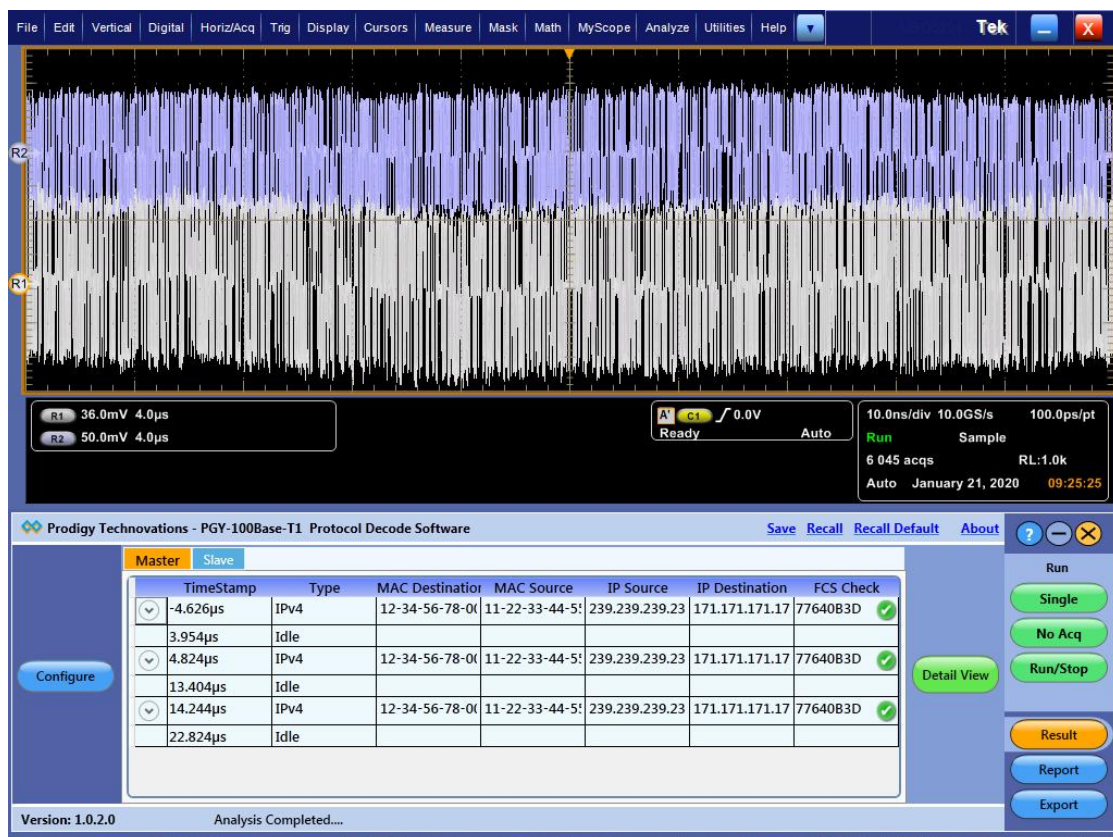 File Edit Vertical Digital Horiz/Acq Trig Display Cursors Measure Mask Math MyScope Analyze Utilities Help Tek X
R2
R1
R1 36.0mV 4.0µs
R2 50.0mV 4.0µs
A' C1 0.0V
Ready Auto
10.0ns/div 10.0GS/s 100.0ps/pt
Run Sample
6 045 acqs RL:1.0k
Auto January 21, 2020 09:25:25
Prodigy Technovations - PGY-100Base-T1 Protocol Decode Software Save Recall Recall Default About ?
Run
Master Slave
TimeStamp Type MAC Destination MAC Source IP Source IP Destination FCS Check
-4.626µs IPv4 12-34-56-78-0( 11-22-33-44-5! 239.239.239.23 171.171.171.17 77640B3D
3.954µs Idle
4.824µs IPv4 12-34-56-78-0( 11-22-33-44-5! 239.239.239.23 171.171.171.17 77640B3D
13.404µs Idle
14.244µs IPv4 12-34-56-78-0( 11-22-33-44-5! 239.239.239.23 171.171.171.17 77640B3D
22.824µs Idle
Configure
Detail View
Single
No Acq
Run/Stop
Result
Report
Export
Version: 1.0.2.0 Analysis Completed....